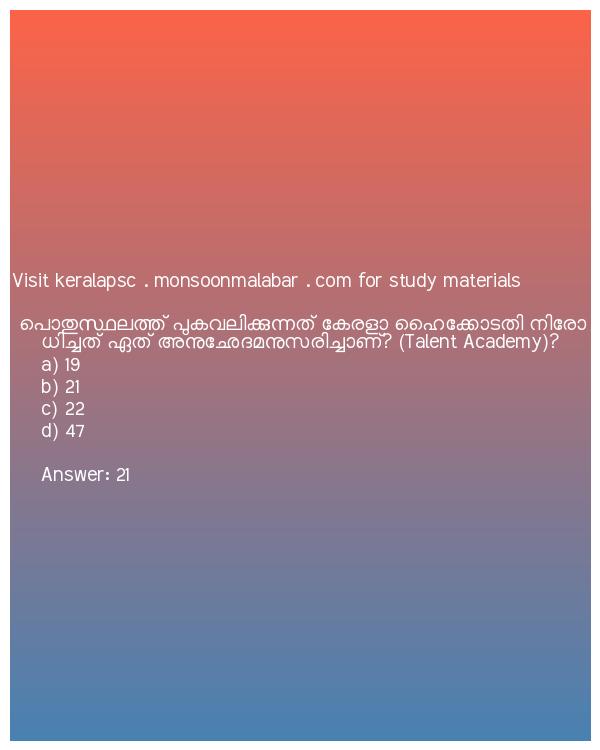 Visit keralapsc . monsoonmalabar . com for study materials
പൊതുസ്ഥലത്ത് പുകവലിക്കുന്നത് കേരളാ ഹൈക്കോടതി നിരോ
ധിച്ചത് ഏത് അനുഛേദമനുസരിച്ചാണ്? (Talent Academy)?
a) 19
b) 21
c) 22
d) 47
Answer: 21